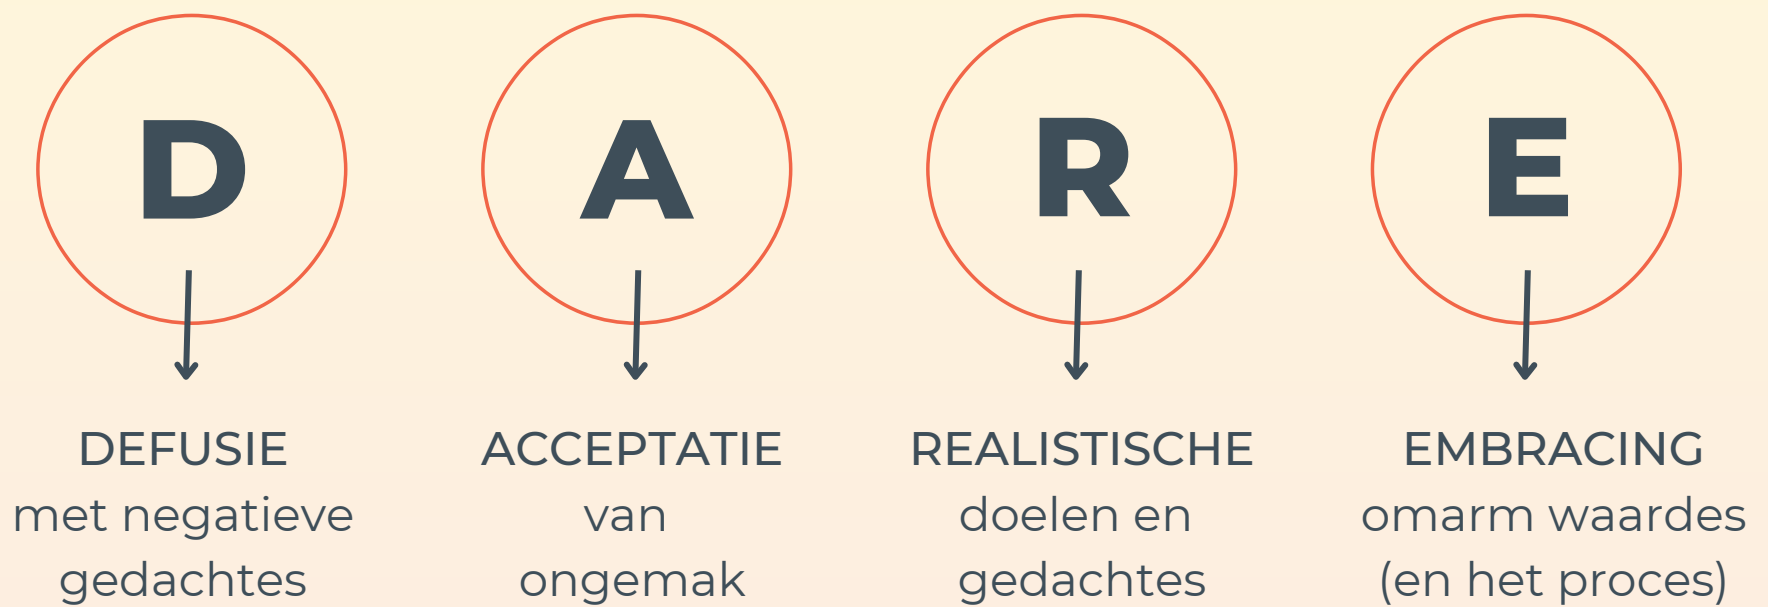 D
A
R
E
DEFUSIE
met negatieve
gedachtes
ACCEPTATIE
van
ongemak
REALISTISCHE
doelen en
gedachtes
EMBRACING
omarm waardes
(en het proces)